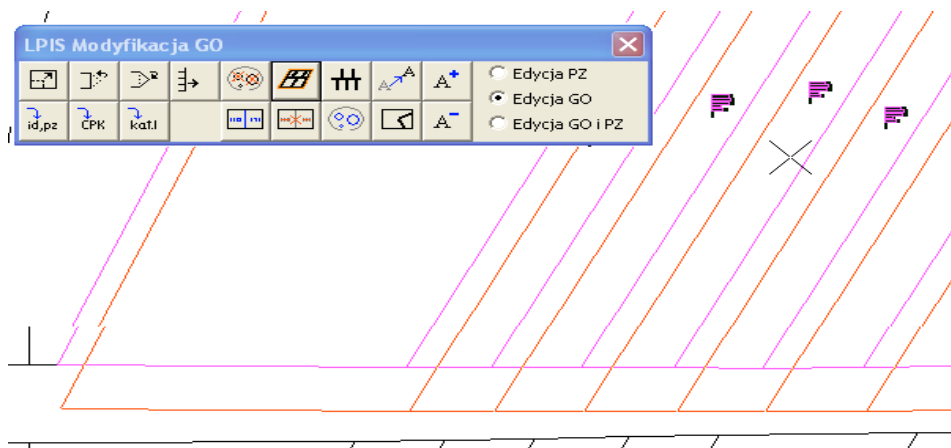 LPIS Modyfikacja GO
R
A A
A+
Edycja PZ
Edycja GO
id,pz
CPK
kat.l
A-
Edycja GO i PZ